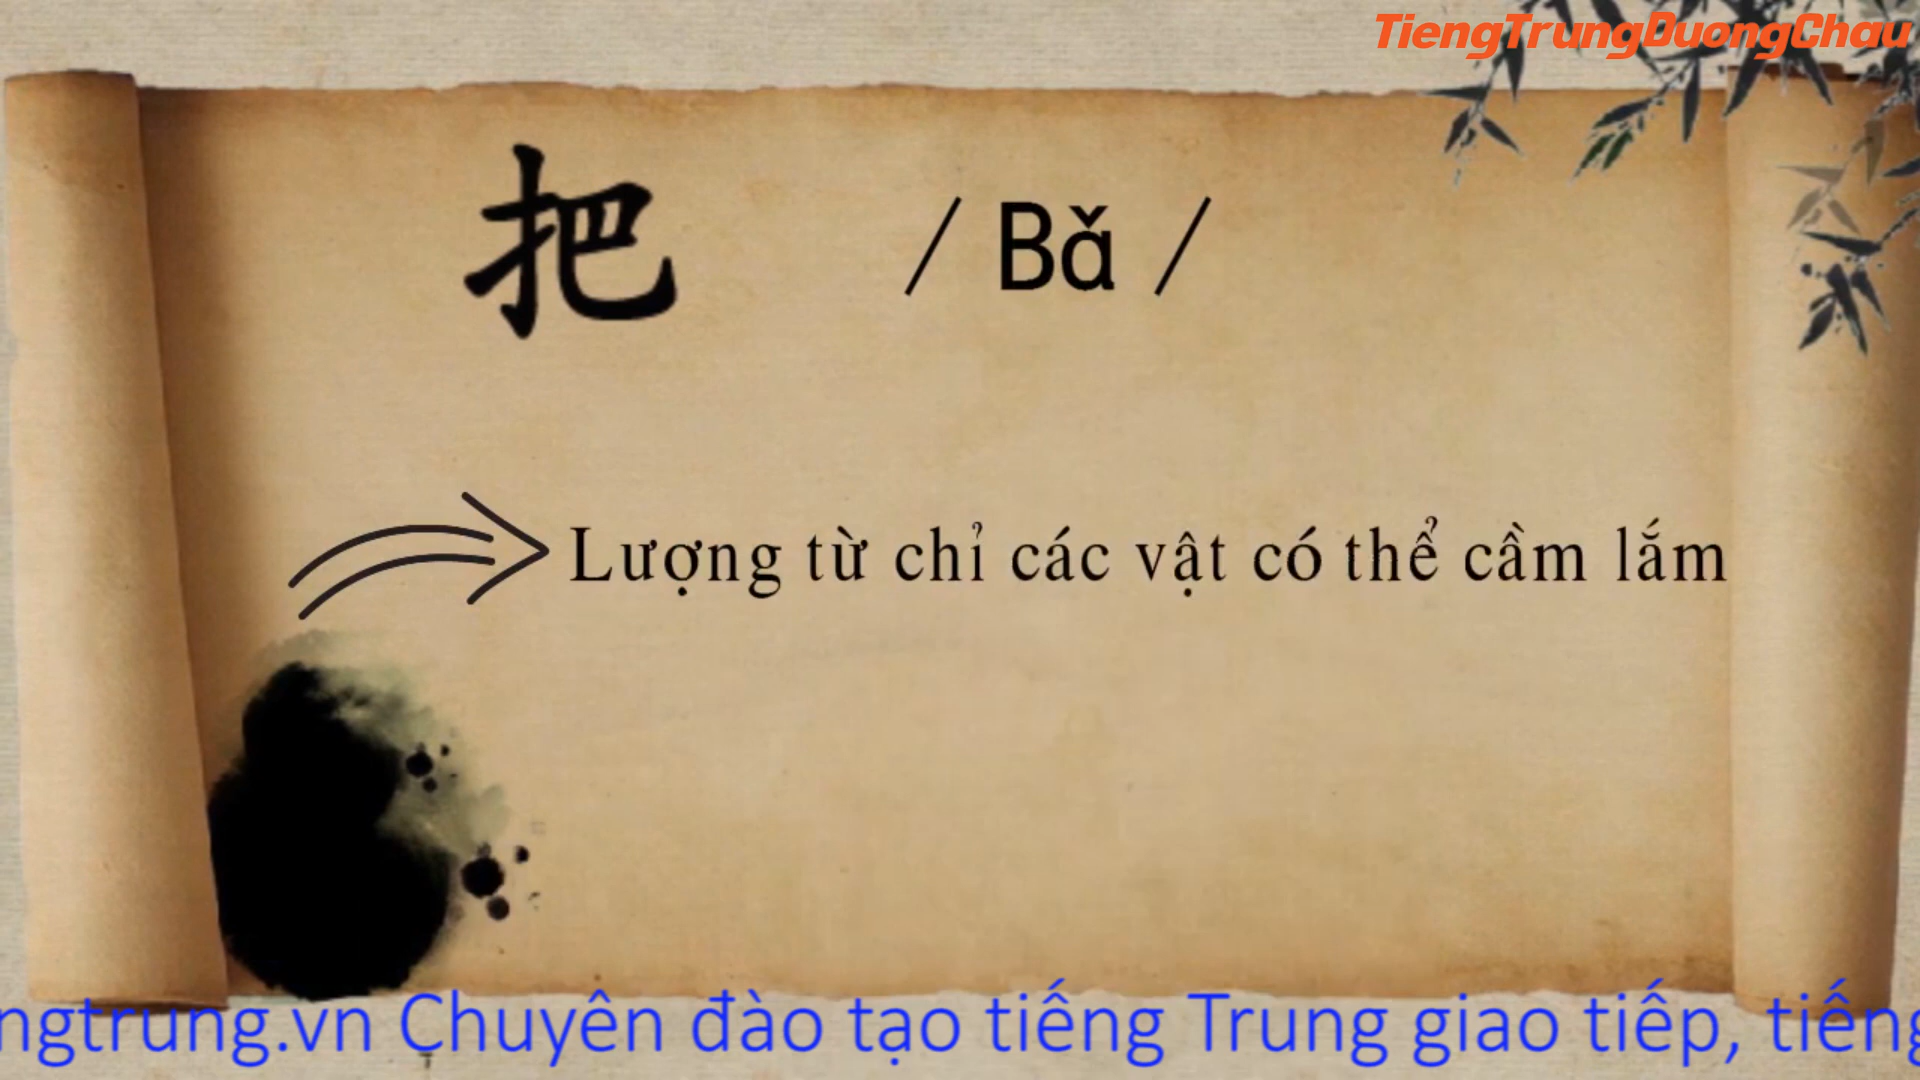 TiengTrungDuongChau
把 / Bǎ /
Lượng từ chỉ các vật có thể cầm lắm
ngtrung.vn Chuyên đào tạo tiếng Trung giao tiếp, tiếng